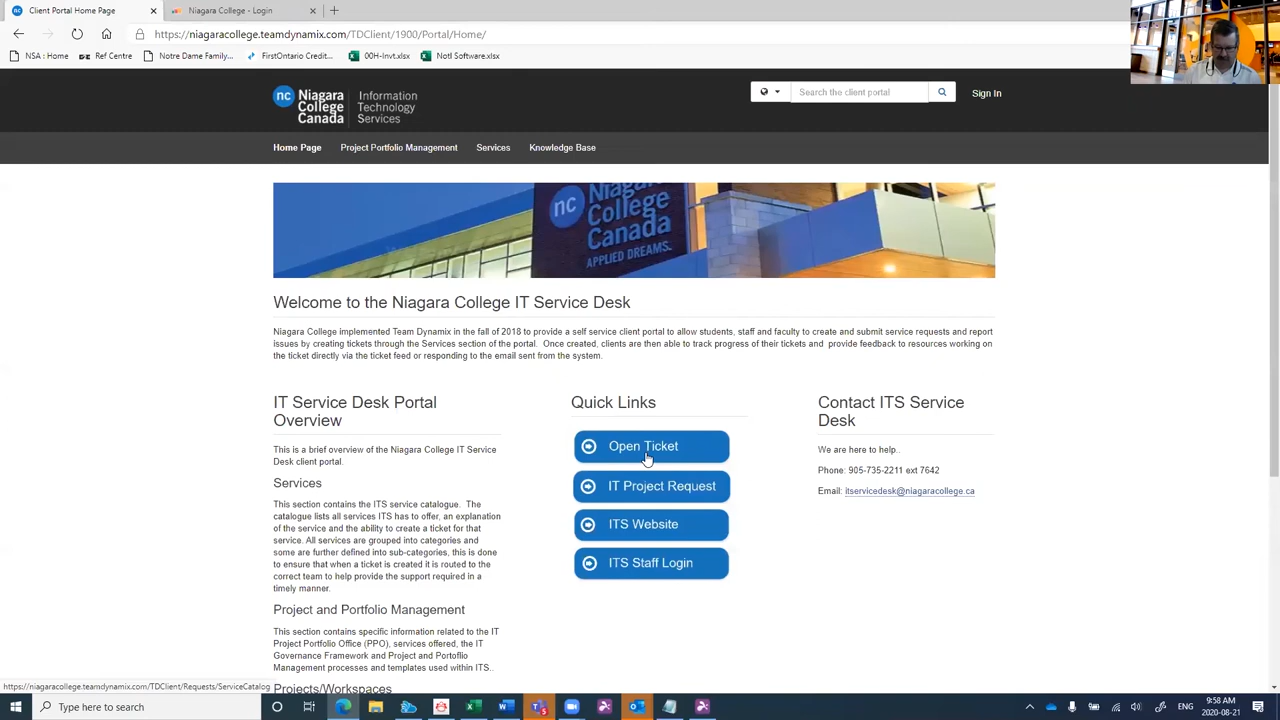 Client Portal Home Page
Niagara College - Login
https://niagaracollege.teamdynamix.com/TDClient/1900/Portal/Home/
NSA : Home
Ref Centre
Notre Dame Family...
FirstOntario Credit...
00H-Invt.xlsx
NotI Software.xlsx
nc Niagara College Canada
Information Technology Services
Search the client portal
Sign In
Home Page
Project Portfolio Management
Services
Knowledge Base
nc
Niagara
College
Canada
APPLIED DREAMS.
Welcome to the Niagara College IT Service Desk
Niagara College implemented Team Dynamix in the fall of 2018 to provide a self service client portal to allow students, staff and faculty to create and submit service requests and report
issues by creating tickets through the Services section of the portal. Once created, clients are then able to track progress of their tickets and provide feedback to resources working on
the ticket directly via the ticket feed or responding to the email sent from the system.
IT Service Desk Portal
Overview
This is a brief overview of the Niagara College IT Service
Desk client portal.
Services
This section contains the ITS service catalogue. The
catalogue lists all services ITS has to offer, an explanation
of the service and the ability to create a ticket for that
service. All services are grouped into categories and
some are further defined into sub-categories, this is done
to ensure that when a ticket is created it is routed to the
correct team to help provide the support required in a
timely manner.
Project and Portfolio Management
This section contains specific information related to the IT
Project Portfolio Office (PPO), services offered, the IT
Governance Framework and Project and Portoflio
Management processes and templates used within ITS..
Projects/Workspaces
Quick Links
Open Ticket
IT Project Request
ITS Website
ITS Staff Login
Contact ITS Service
Desk
We are here to help..
Phone: 905-735-2211 ext 7642
Email: itservicedesk@niagaracollege.ca
https://niagaracollege.teamdynamix.com/TDClient/Requests/ServiceCatalog
Type here to search
9:58 AM
2020-08-21